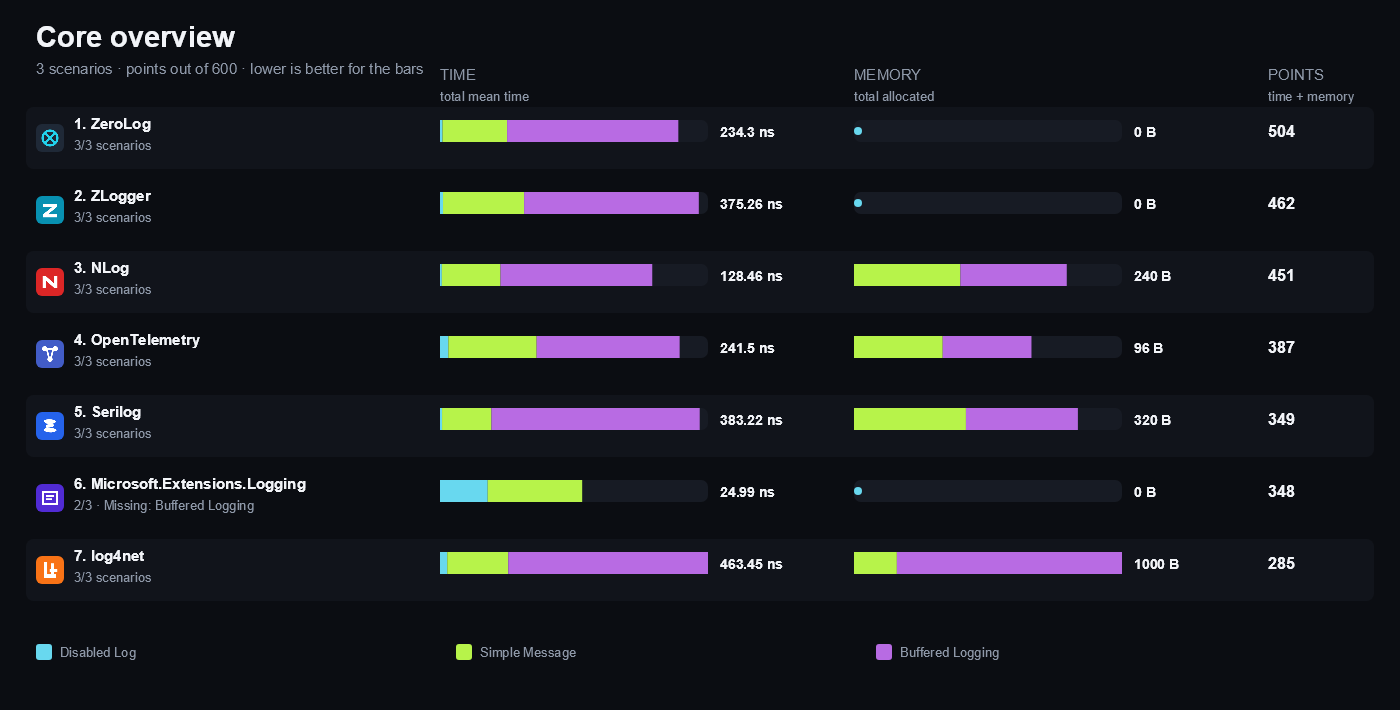 Core overview
3 scenarios · points out of 600 · lower is better for the bars
TIME
total mean time
MEMORY
total allocated
POINTS
time + memory
1. ZeroLog
3/3 scenarios
234.3 ns
0 B
504
2. ZLogger
3/3 scenarios
375.26 ns
0 B
462
3. NLog
3/3 scenarios
128.46 ns
240 B
451
4. OpenTelemetry
3/3 scenarios
241.5 ns
96 B
387
5. Serilog
3/3 scenarios
383.22 ns
320 B
349
6. Microsoft.Extensions.Logging
2/3 · Missing: Buffered Logging
24.99 ns
0 B
348
7. log4net
3/3 scenarios
463.45 ns
1000 B
285
Disabled Log
Simple Message
Buffered Logging